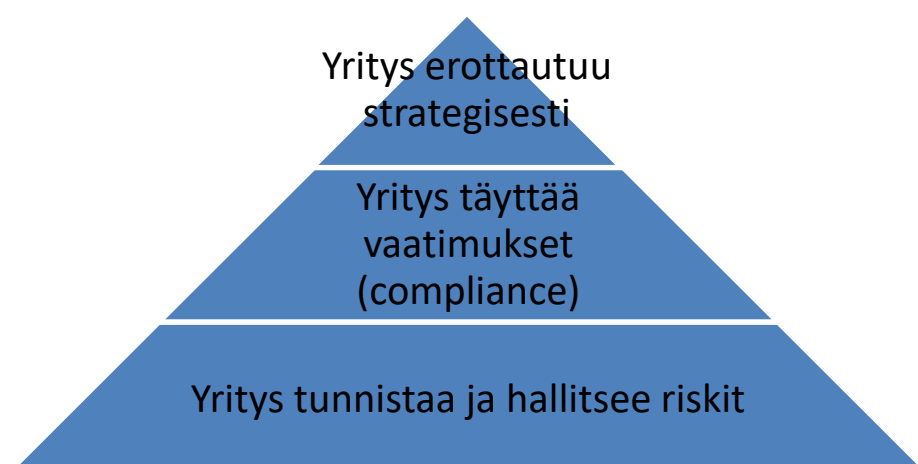 Yritys erottautuu
strategisesti
Yritys täyttää
vaatimukset
(compliance)
Yritys tunnistaa ja hallitsee riskit